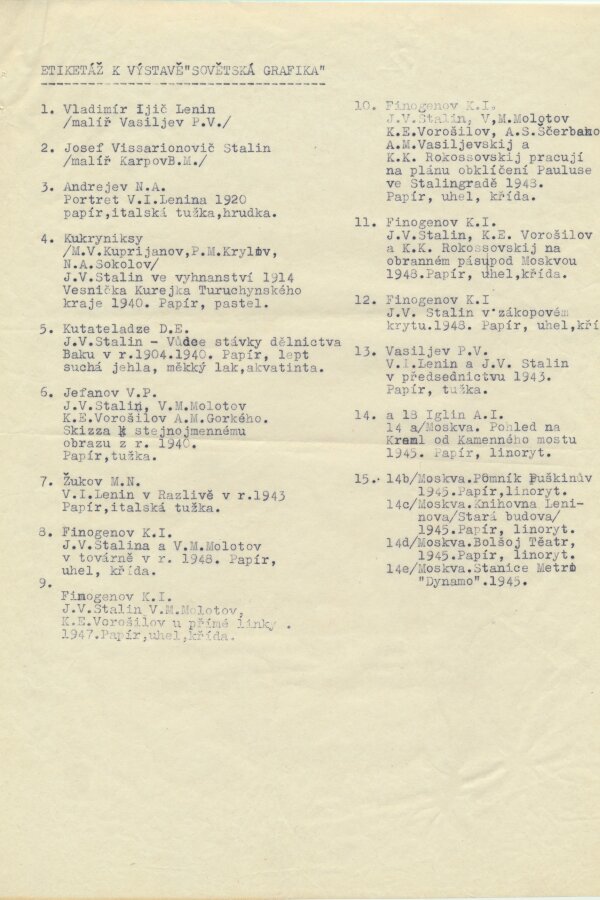 ETIKETÁŽ K VÝSTAVĚ"SOVĚTSKÁ GRAFIKA"
1. Vladimír Ijič Lenin
/malíř Vasiljev P.V./
2. Josef Vissarionovič Stalin
/malíř KarpovB.M./
3. Andrejev N.A.
Portret V.I.Lenina 1920
papír,italská tužka,hrudka.
4. Kukryniksy
/M.V.Kuprijanov,P.M.Krylov,
N.A.Sokolov/
J.V.Stalin ve vyhnanství 1914
Vesnička Kurejka Turuchynského
kraje 1940. Papír, pastel.
5. Kutateladze D.E.
J.V.Stalin - Vůdce stávky dělnictva
Baku v r.1904.1940. Papír, lept
suchá jehla, měkký lak,akvatinta.
6. Jefanov V.P.
J.V.Stalin, V.M.Molotov
K.E.Vorošilov A.M.Gorkého.
Skizza k stejnojmennému
obrazu z r. 1940.
Papír,tužka.
7. Žukov M.N.
V.I.Lenin v Razlivě v r.1943
Papír,italská tužka.
8. Finogenov K.I.
J.V.Stalina a V.M.Molotov
v továrně v r. 1948. Papír,
uhel, křída.
9.
Finogenov K.I.
J.V.Stalin V.M.Molotov,
K.E.Vorošilov u přímé linky .
1947.Papír,uhel,křída.
10. Finogenov K.I.
J.V.Stalin, V,M.Molotov
K.E.Vorošilov, A.S.Ščerbako
A.M.Vasiljevskij a
K.K. Rokossovskij pracují
na plánu obklíčení Pauluse
ve Stalingradě 1948.
Papír, uhel, křída.
11. Finogenov K.I.
J.V.Stalin, K.E. Vorošilov
a K.K. Rokossovskij na
obranném pásupod Moskvou
1948.Papír, uhel,křída.
12. Finogenov K.I
J.V. Stalin v zákopovém
krytu.1948. Papír, uhel,kří
13. Vasiljev P.V.
V.I.Lenin a J.V. Stalin
v předsednictvu 1943.
Papír, tužka.
14. a 18 Iglin A.I.
14 a/Moskva. Pohled na
Kreml od Kamenného mostu
1945. Papír, linoryt.
15. 14b/Moskva.Pomník Puškinův
1945.Papír,linoryt.
14c/Moskva.Knihovna Leni-
nova/Stará budova/
1945.Papír, linoryt.
14d/Moskva.Bolšoj Těatr,
1945.Papír, linoryt.
14e/Moskva.Stanice Metro
"Dynamo".1945.